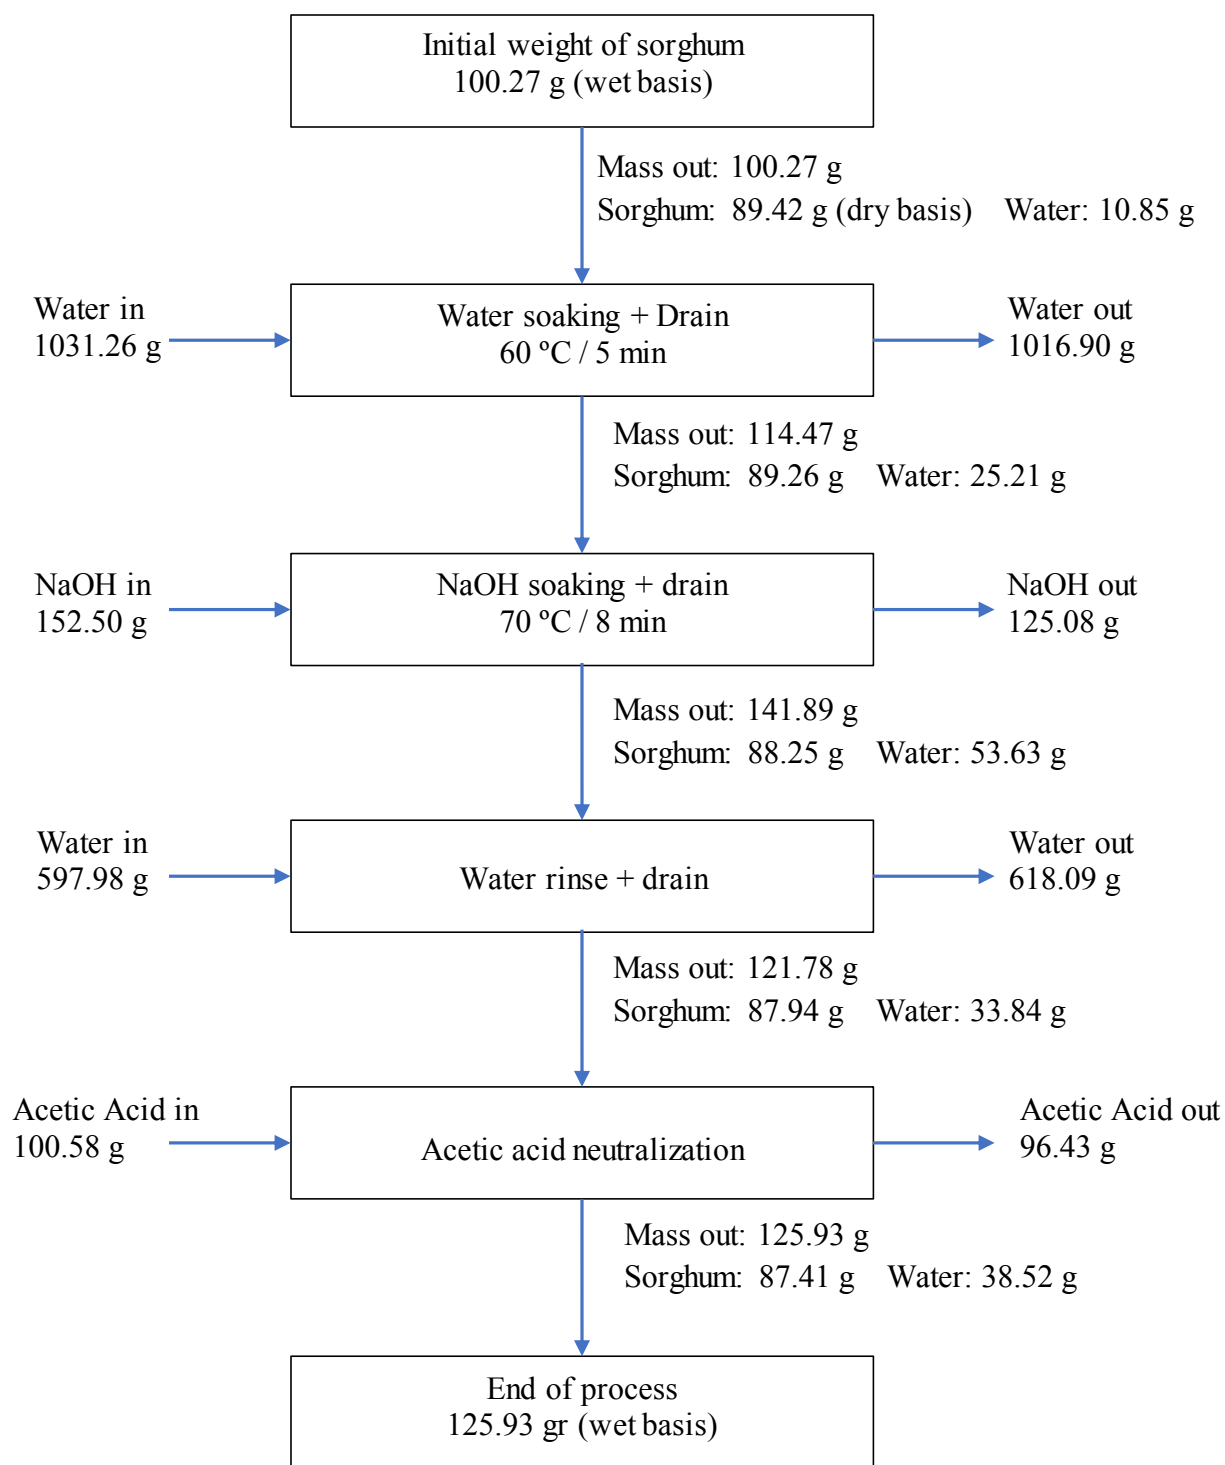 Initial weight of sorghum
100.27 g (wet basis)
Mass out: 100.27 g
Sorghum: 89.42 g (dry basis) Water: 10.85 g
Water in
1031.26 g
Water soaking + Drain
60 ºC / 5 min
Water out
1016.90 g
Mass out: 114.47 g
Sorghum: 89.26 g Water: 25.21 g
NaOH in
152.50 g
NaOH soaking + drain
70 ºC / 8 min
NaOH out
125.08 g
Mass out: 141.89 g
Sorghum: 88.25 g Water: 53.63 g
Water in
597.98 g
Water rinse + drain
Water out
618.09 g
Mass out: 121.78 g
Sorghum: 87.94 g Water: 33.84 g
Acetic Acid in
100.58 g
Acetic acid neutralization
Acetic Acid out
96.43 g
Mass out: 125.93 g
Sorghum: 87.41 g Water: 38.52 g
End of process
125.93 gr (wet basis)